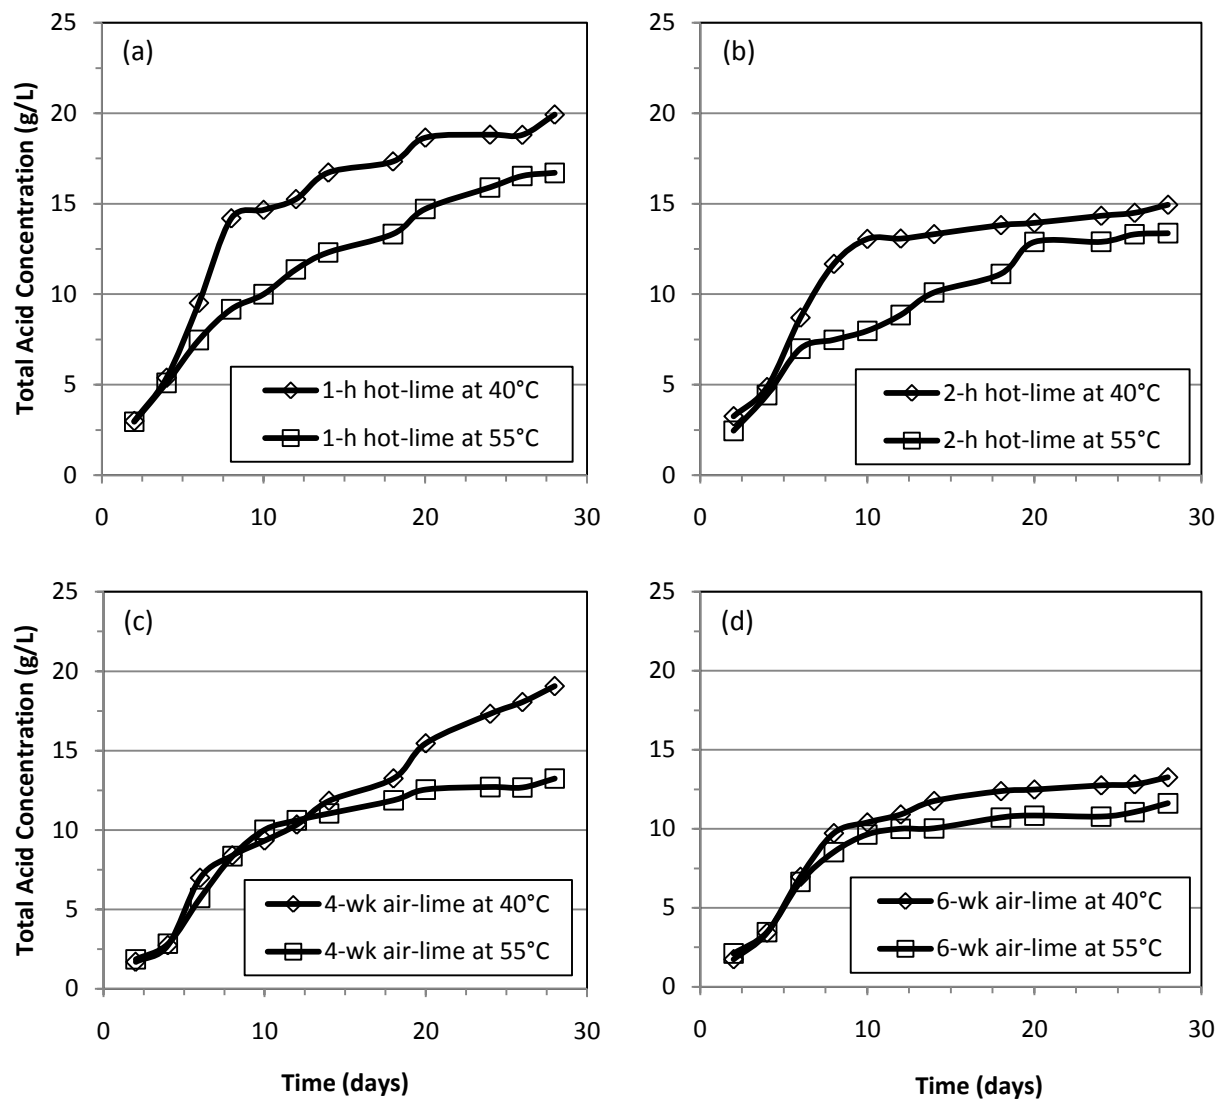 (a)
Total Acid Concentration (g/L)
25
20
15
10
5
0
0 10 20 30
1-h hot-lime at 40°C
1-h hot-lime at 55°C
(b)
25
20
15
10
5
0
0 10 20 30
2-h hot-lime at 40°C
2-h hot-lime at 55°C
(c)
Total Acid Concentration (g/L)
25
20
15
10
5
0
0 10 20 30
4-wk air-lime at 40°C
4-wk air-lime at 55°C
Time (days)
(d)
25
20
15
10
5
0
0 10 20 30
6-wk air-lime at 40°C
6-wk air-lime at 55°C
Time (days)